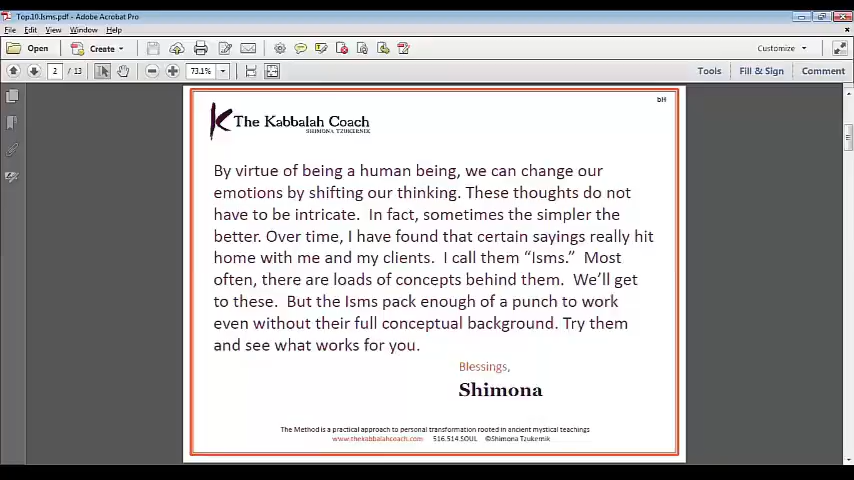 Top.10.Isms.pdf - Adobe Acrobat Pro
File Edit View Window Help
Open Create Customize
2 / 13 73.1% Tools Fill & Sign Comment
bH
The Kabbalah Coach
SHIMONA TZUKERNIK
By virtue of being a human being, we can change our
emotions by shifting our thinking. These thoughts do not
have to be intricate. In fact, sometimes the simpler the
better. Over time, I have found that certain sayings really hit
home with me and my clients. I call them “Isms.” Most
often, there are loads of concepts behind them. We’ll get
to these. But the Isms pack enough of a punch to work
even without their full conceptual background. Try them
and see what works for you.
Blessings,
Shimona
The Method is a practical approach to personal transformation rooted in ancient mystical teachings
www.thekabbalahcoach.com 516.514.SOUL ©Shimona Tzukernik